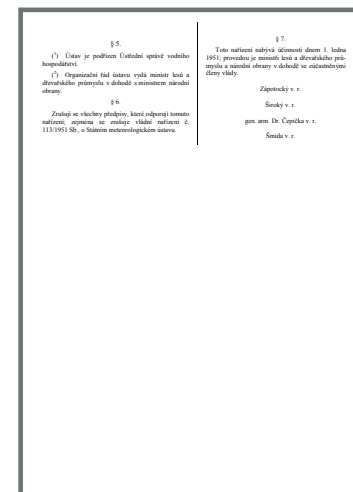 § 5.
(¹) Ústav je podřízen Ústřední správě vodního
hospodářství.
(²) Organizační řád ústavu vydá ministr lesů a
dřevařského průmyslu v dohodě s ministrem národní
obrany.
§ 6.
Zrušují se všechny předpisy, které odporují tomuto
nařízení; zejména se zrušuje vládní nařízení č.
113/1951 Sb., o Státním meteorologickém ústavu.
§ 7.
Toto nařízení nabývá účinnosti dnem 1. ledna
1951; provedou je ministři lesů a dřevařského prů-
myslu a národní obrany v dohodě se zúčastněnými
členy vlády.
Zápotocký v. r.
Široký v. r.
gen. arm. Dr. Čepička v. r.
Šmida v. r.